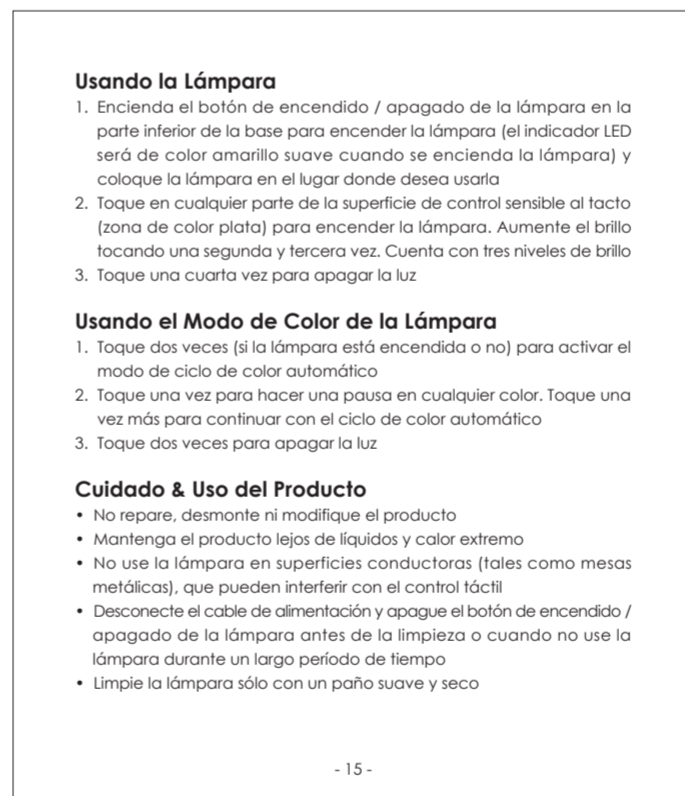 Usando la Lámpara
1. Encienda el botón de encendido / apagado de la lámpara en la
parte inferior de la base para encender la lámpara (el indicador LED
será de color amarillo suave cuando se encienda la lámpara) y
coloque la lámpara en el lugar donde desea usarla
2. Toque en cualquier parte de la superficie de control sensible al tacto
(zona de color plata) para encender la lámpara. Aumente el brillo
tocando una segunda y tercera vez. Cuenta con tres niveles de brillo
3. Toque una cuarta vez para apagar la luz
Usando el Modo de Color de la Lámpara
1. Toque dos veces (si la lámpara está encendida o no) para activar el
modo de ciclo de color automático
2. Toque una vez para hacer una pausa en cualquier color. Toque una
vez más para continuar con el ciclo de color automático
3. Toque dos veces para apagar la luz
Cuidado & Uso del Producto
• No repare, desmonte ni modifique el producto
• Mantenga el producto lejos de líquidos y calor extremo
• No use la lámpara en superficies conductoras (tales como mesas
metálicas), que pueden interferir con el control táctil
• Desconecte el cable de alimentación y apague el botón de encendido /
apagado de la lámpara antes de la limpieza o cuando no use la
lámpara durante un largo período de tiempo
• Limpie la lámpara sólo con un paño suave y seco
- 15 -